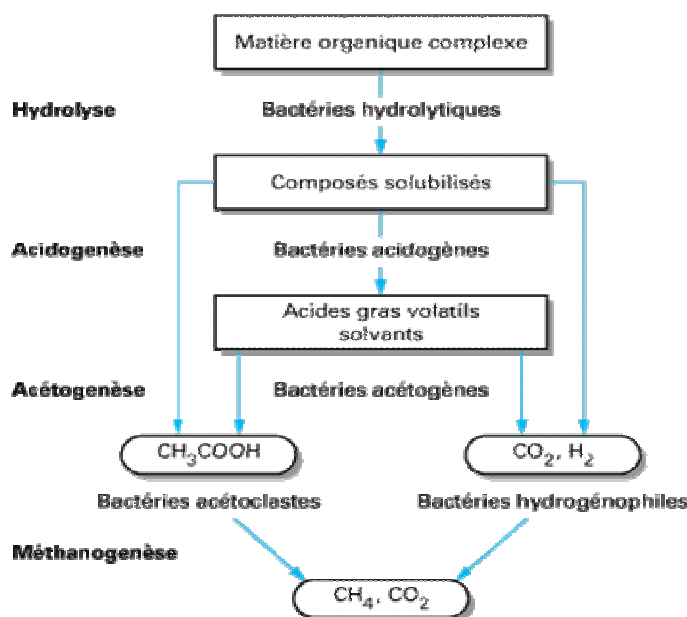 Matière organique complexe
Hydrolyse Bactéries hydrolytiques
Composés solubilisés
Acidogenèse Bactéries acidogènes
Acides gras volatils
solvants
Acétogenèse Bactéries acétogènes
CH₃COOH CO₂, H₂
Bactéries acétoclastes Bactéries hydrogénophiles
Méthanogenèse
CH₄, CO₂